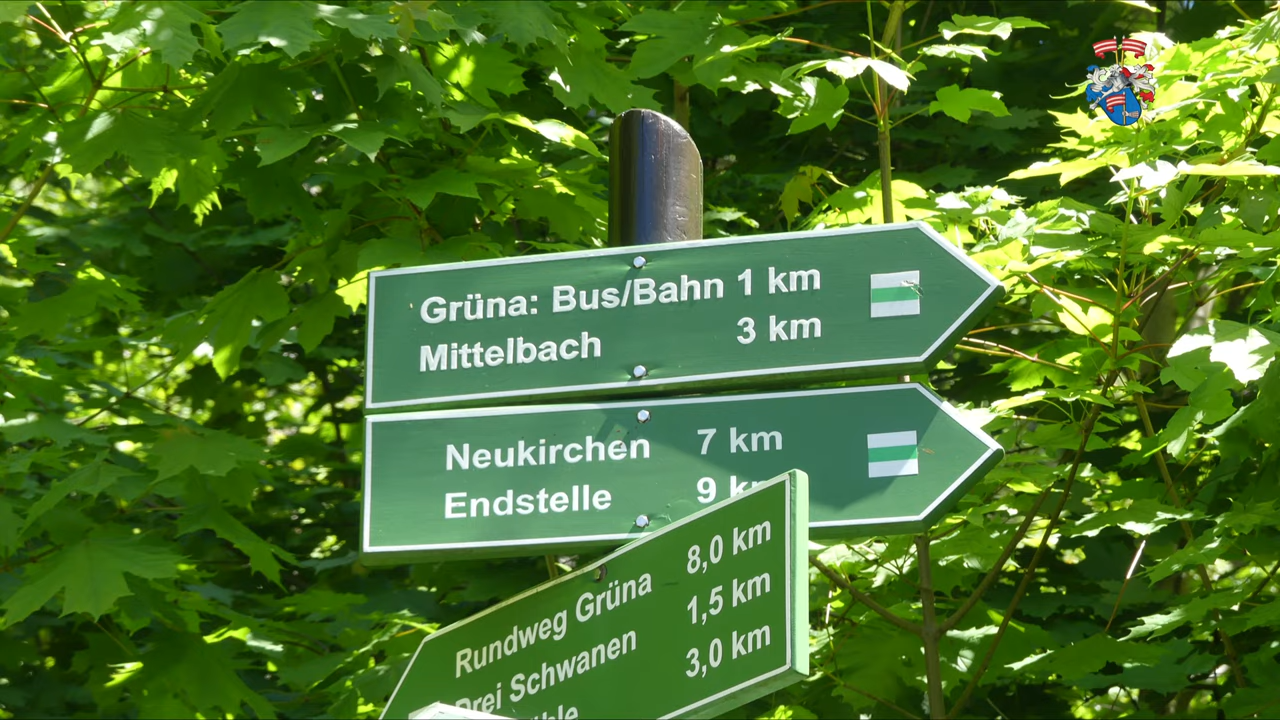 Grüna: Bus/Bahn 1 km
Mittelbach 3 km
Neukirchen 7 km
Endstelle 9
Rundweg Grüna 8,0 km
Drei Schwanen 1,5 km
3,0 km